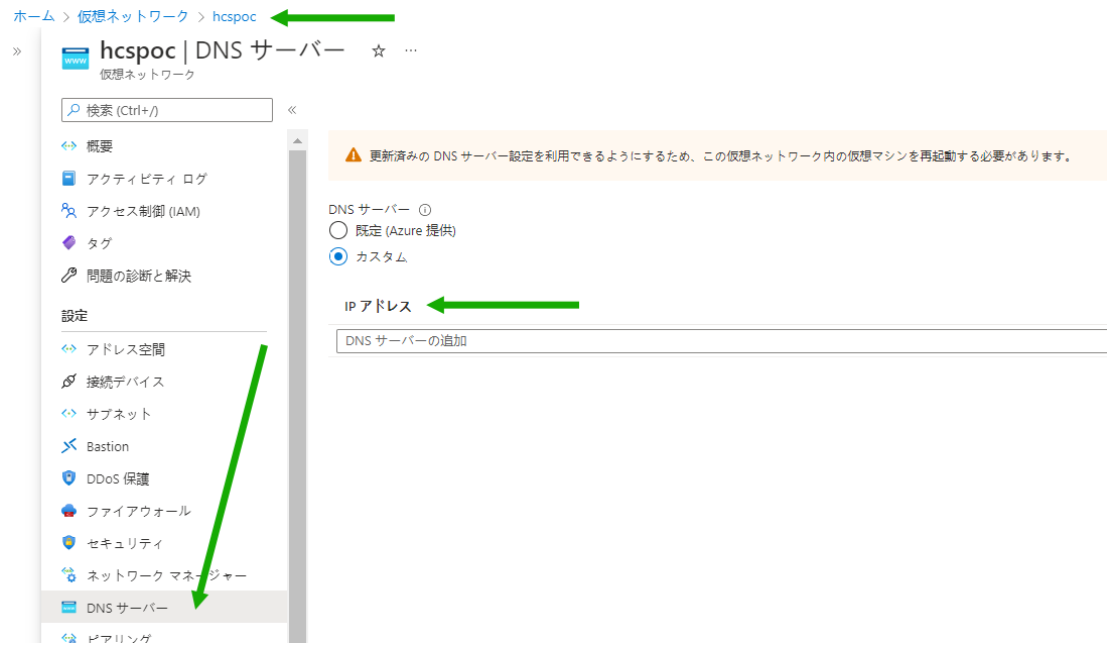 ホーム > 仮想ネットワーク > hcspoc
»
hcspoc | DNS サーバー ☆ …
仮想ネットワーク
検索 (Ctrl+/) «
概要
アクティビティ ログ
アクセス制御 (IAM)
タグ
問題の診断と解決
設定
アドレス空間
接続デバイス
サブネット
Bastion
DDoS 保護
ファイアウォール
セキュリティ
ネットワーク マネージャー
DNS サーバー
ピアリング
更新済みの DNS サーバー設定を利用できるようにするため、この仮想ネットワーク内の仮想マシンを再起動する必要があります。
DNS サーバー
既定 (Azure 提供)
カスタム
IP アドレス
DNS サーバーの追加